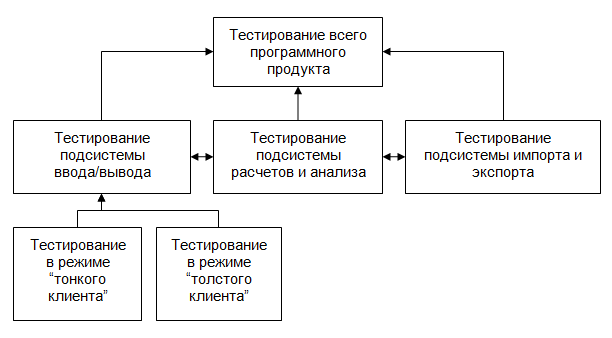 Тестирование всего
программного
продукта
Тестирование
подсистемы
ввода/вывода
Тестирование
подсистемы
расчетов и анализа
Тестирование
подсистемы импорта и
экспорта
Тестирование
в режиме
“тонкого
клиента”
Тестирование
в режиме
“толстого
клиента”